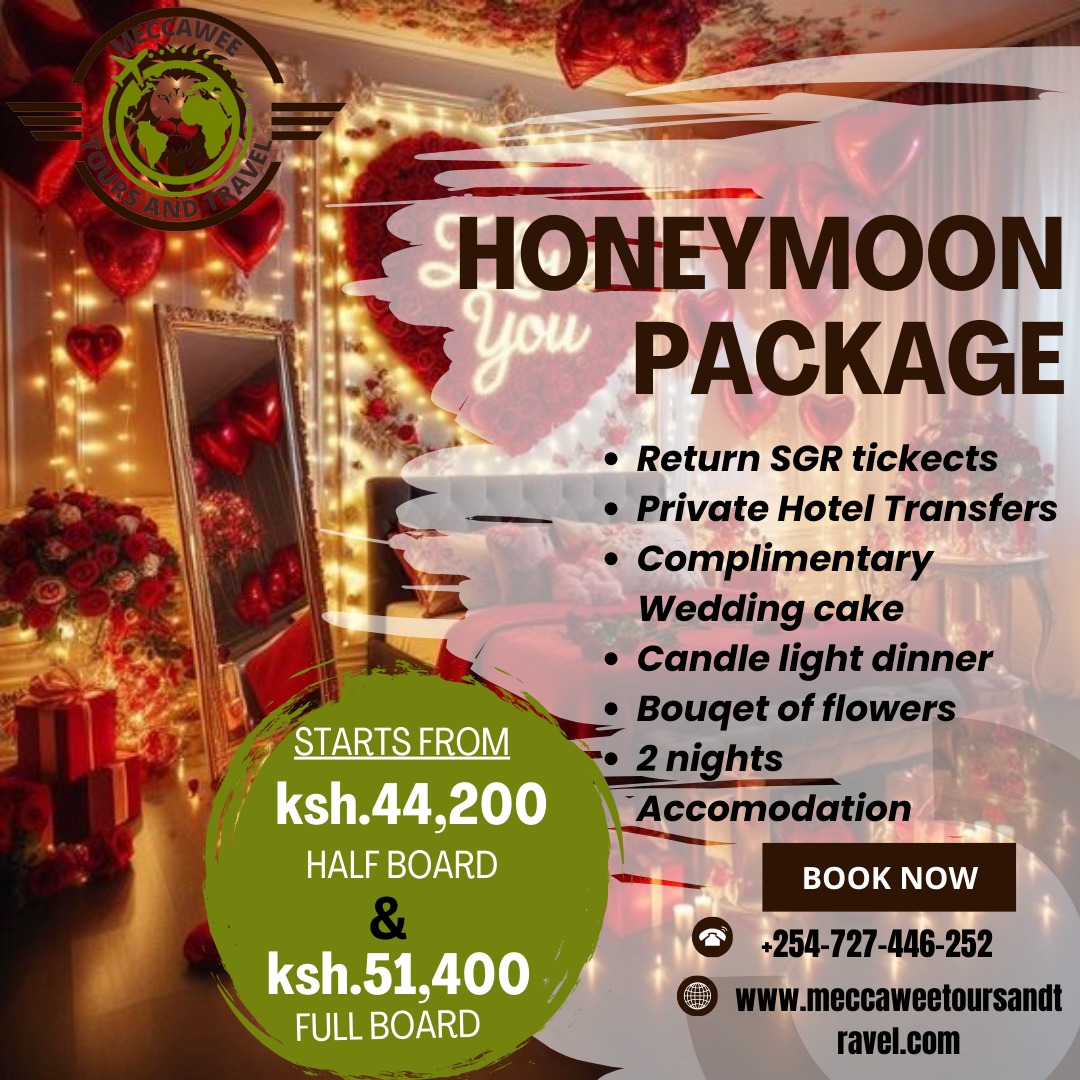 MECCAWEE
TOURS AND TRAVEL
I Love
You
HONEYMOON
PACKAGE
Return SGR tickects
Private Hotel Transfers
Complimentary
Wedding cake
Candle light dinner
Bouqet of flowers
2 nights
Accomodation
STARTS FROM
ksh.44,200
HALF BOARD
&
ksh.51,400
FULL BOARD
BOOK NOW
+254-727-446-252
www.meccaweetoursandt
ravel.com